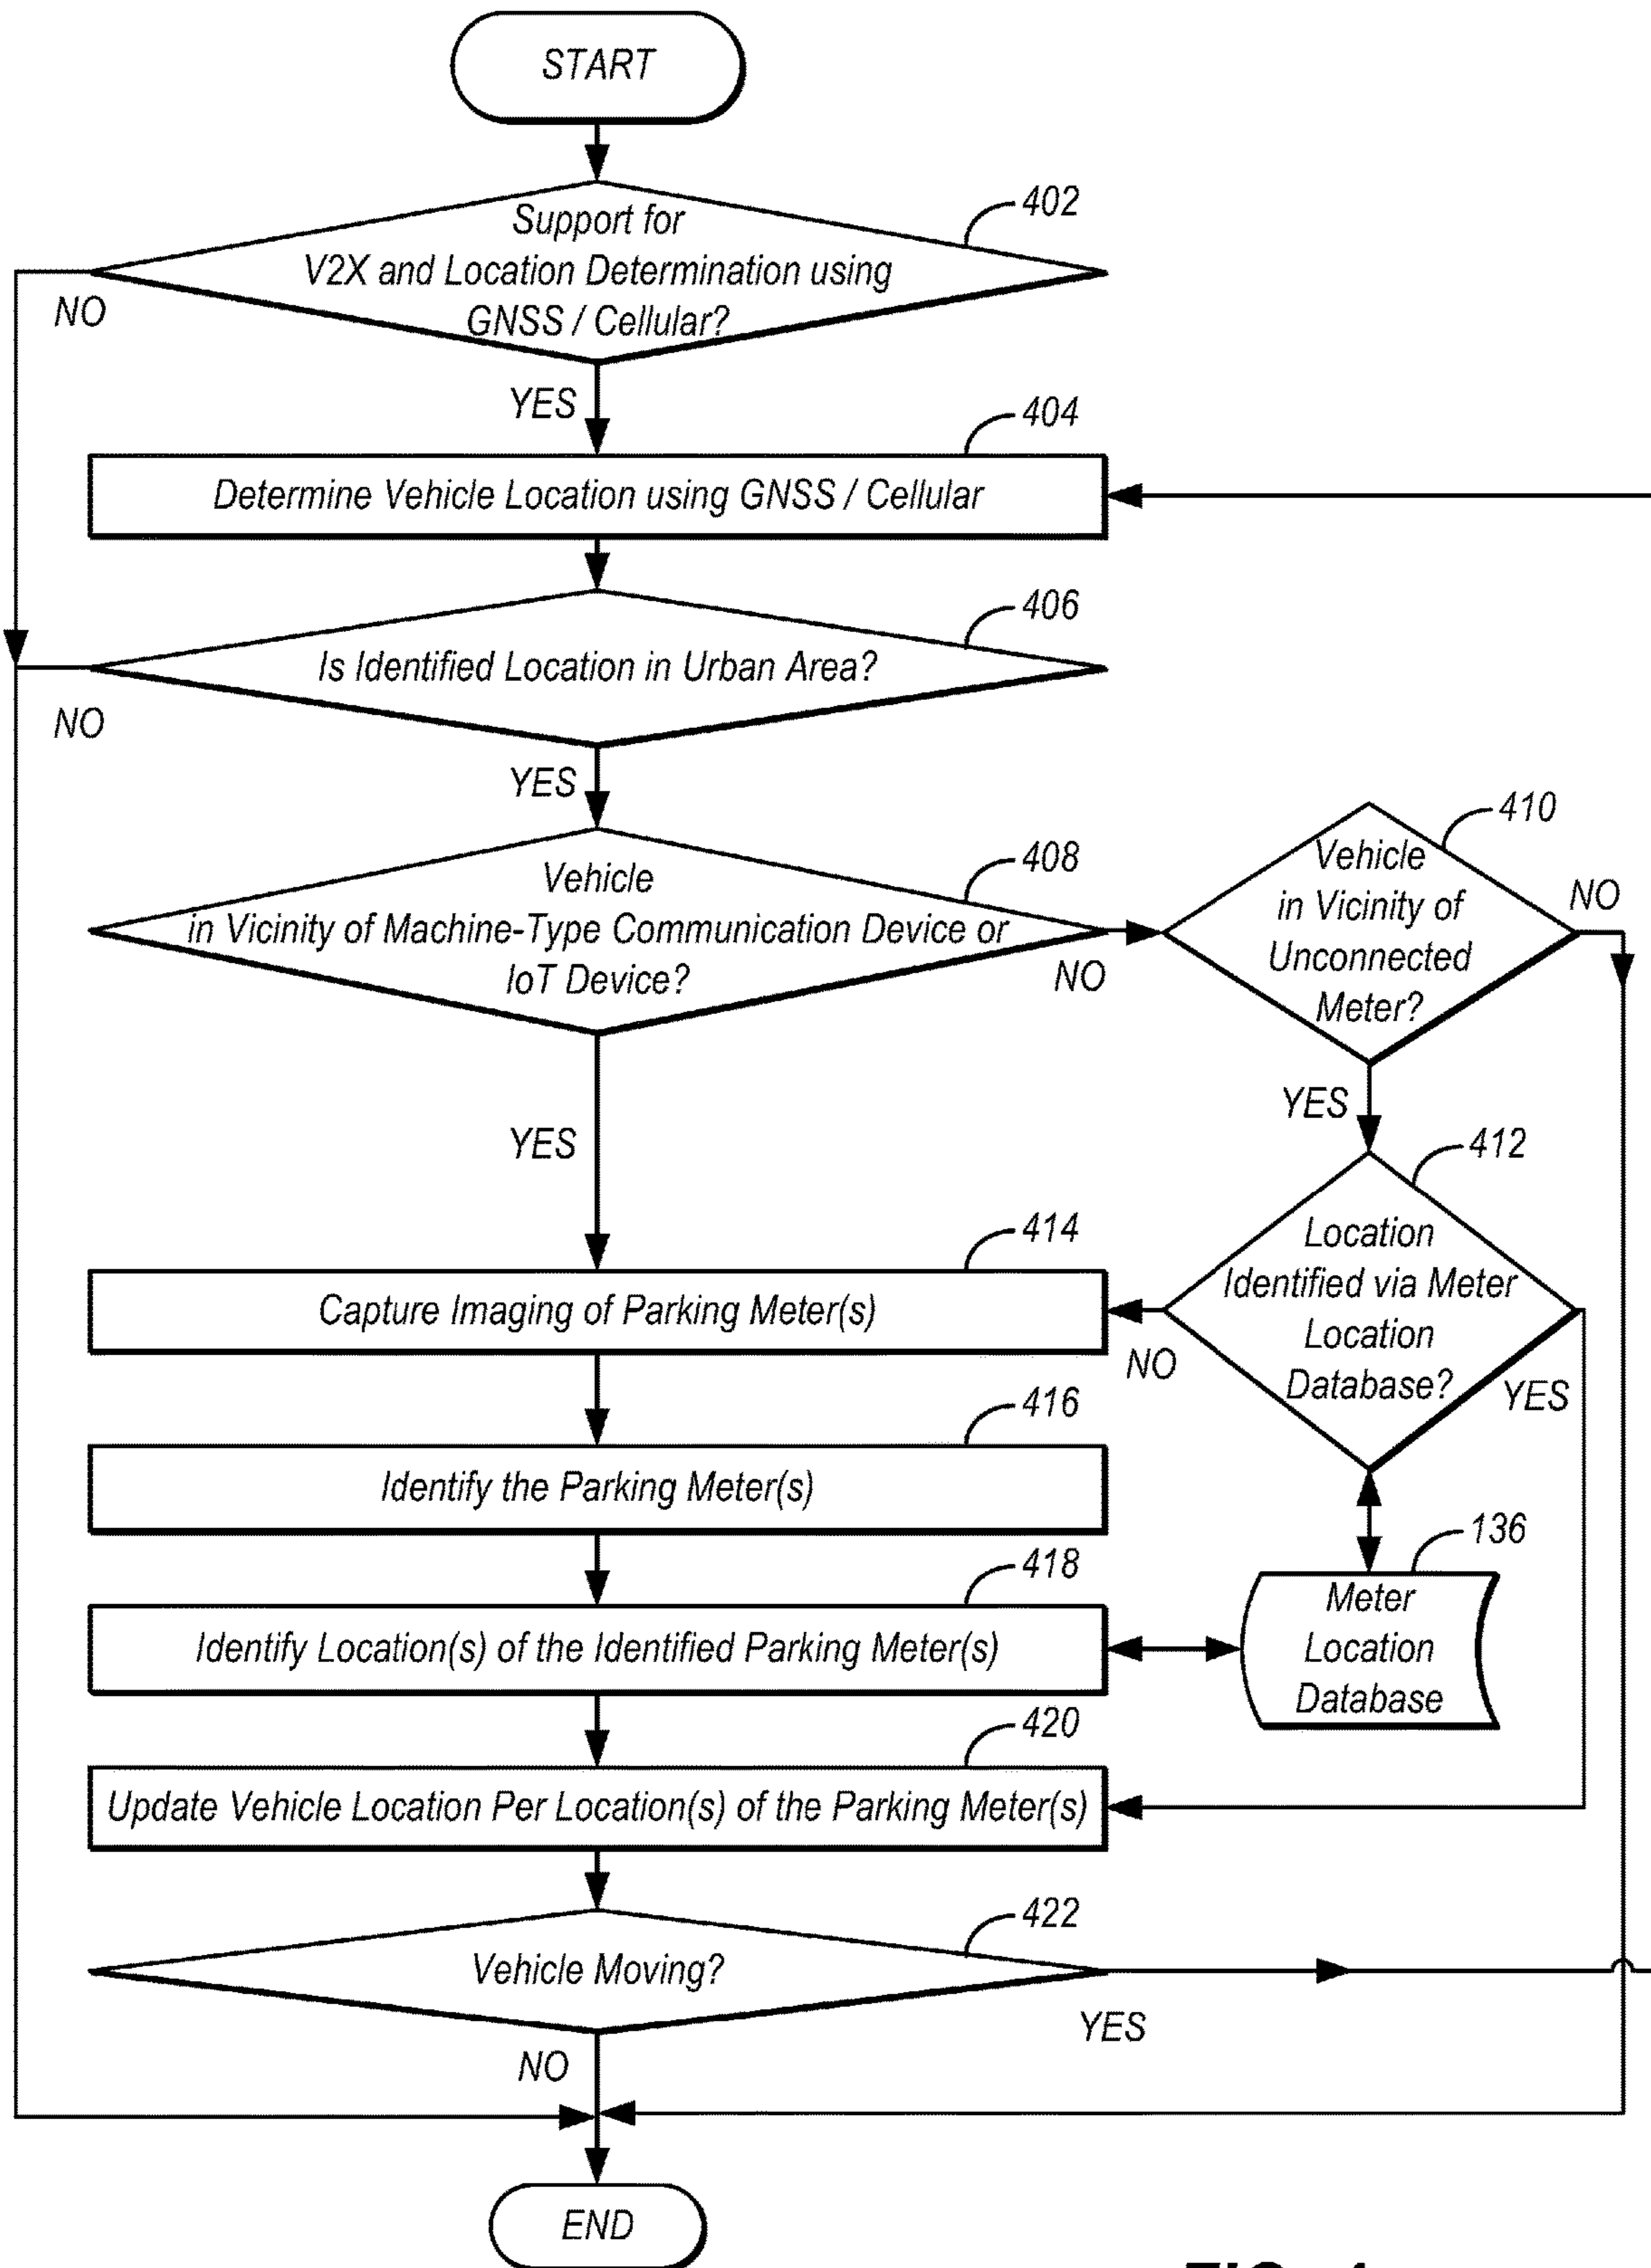 START
402
Support for
V2X and Location Determination using
GNSS / Cellular?
NO
YES
404
Determine Vehicle Location using GNSS / Cellular
406
Is Identified Location in Urban Area?
NO
YES
408
Vehicle
in Vicinity of Machine-Type Communication Device or
IoT Device?
NO
YES
410
Vehicle
in Vicinity of
Unconnected
Meter?
NO
YES
412
Location
Identified via Meter
Location
Database?
NO
YES
414
Capture Imaging of Parking Meter(s)
416
Identify the Parking Meter(s)
136
Meter
Location
Database
418
Identify Location(s) of the Identified Parking Meter(s)
420
Update Vehicle Location Per Location(s) of the Parking Meter(s)
422
Vehicle Moving?
YES
NO
END